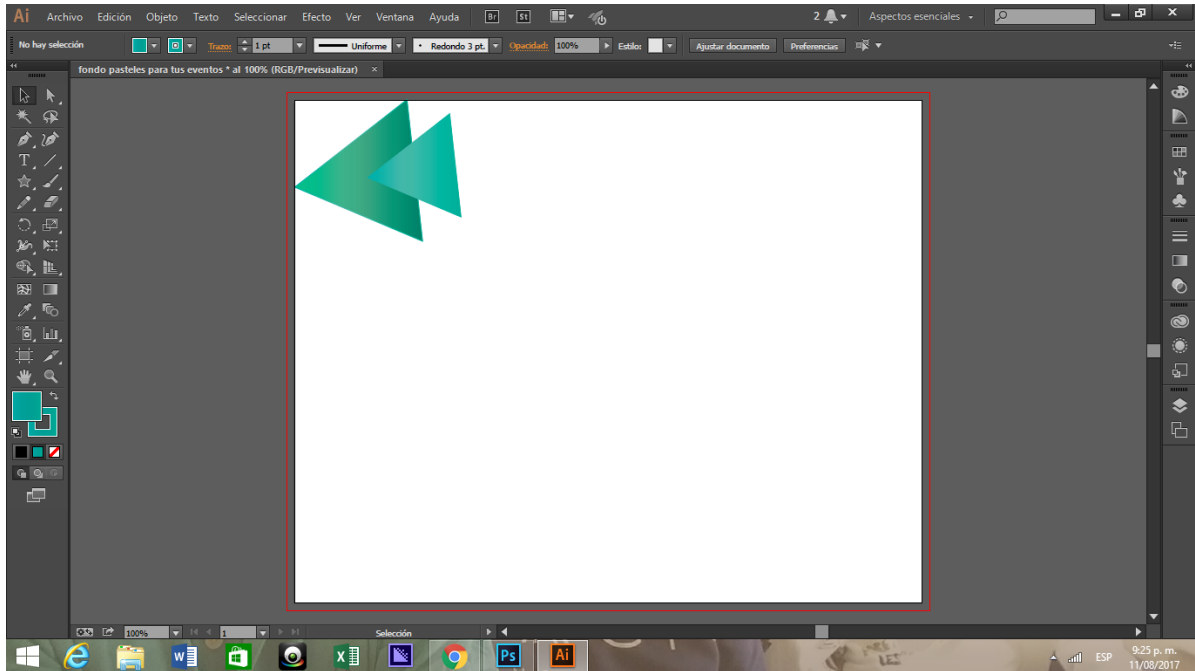 Ai Archivo Edición Objeto Texto Seleccionar Efecto Ver Ventana Ayuda Br St 2 Aspectos esenciales
No hay selección Trazo: 1 pt Uniforme Redondo 3 pt. Opacidad: 100% Estilo: Ajustar documento Preferencias
fondo pasteles para tus eventos * al 100% (RGB/Previsualizar) ×
T
100% 1 Selección
Ps Ai ESP 9:25 p. m.
11/08/2017